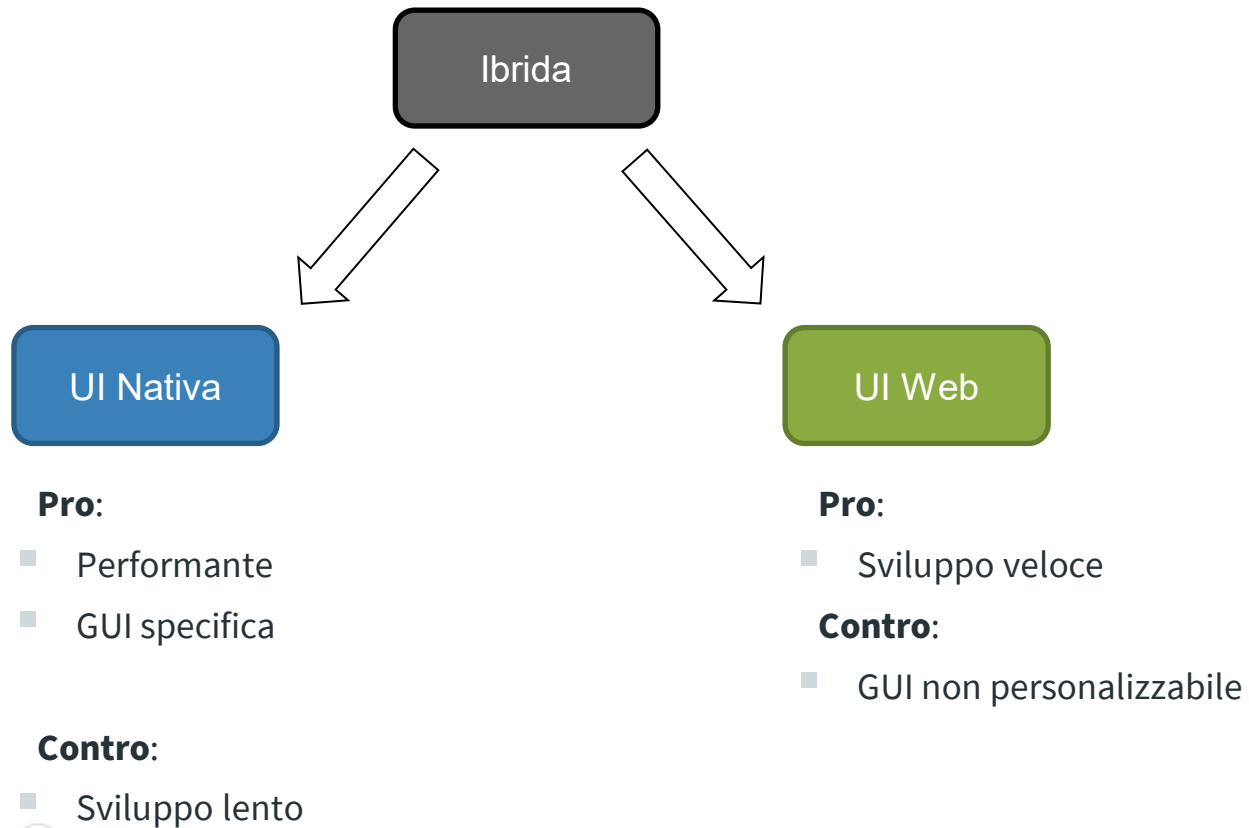 Ibrida
UI Nativa
Pro:
Performante
GUI specifica
Contro:
Sviluppo lento
UI Web
Pro:
Sviluppo veloce
Contro:
GUI non personalizzabile